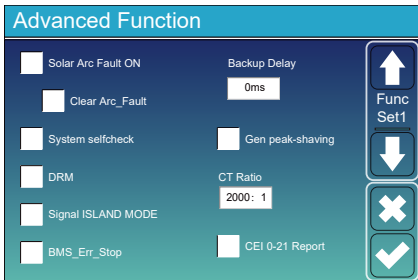 Advanced Function
Solar Arc Fault ON
Backup Delay
0ms
Clear Arc_Fault
Func
Set1
System selfcheck
Gen peak-shaving
DRM
CT Ratio
2000: 1
Signal ISLAND MODE
BMS_Err_Stop
CEI 0-21 Report